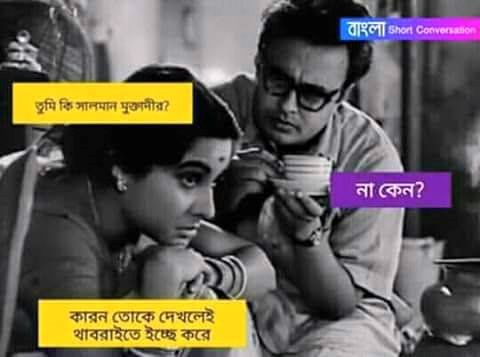 বাংলা Short Conversation
তুমি কি সালমান মুক্তাদীর?
না কেন?
কারন তোকে দেখলেই
থাবরাইতে ইচ্ছে করে